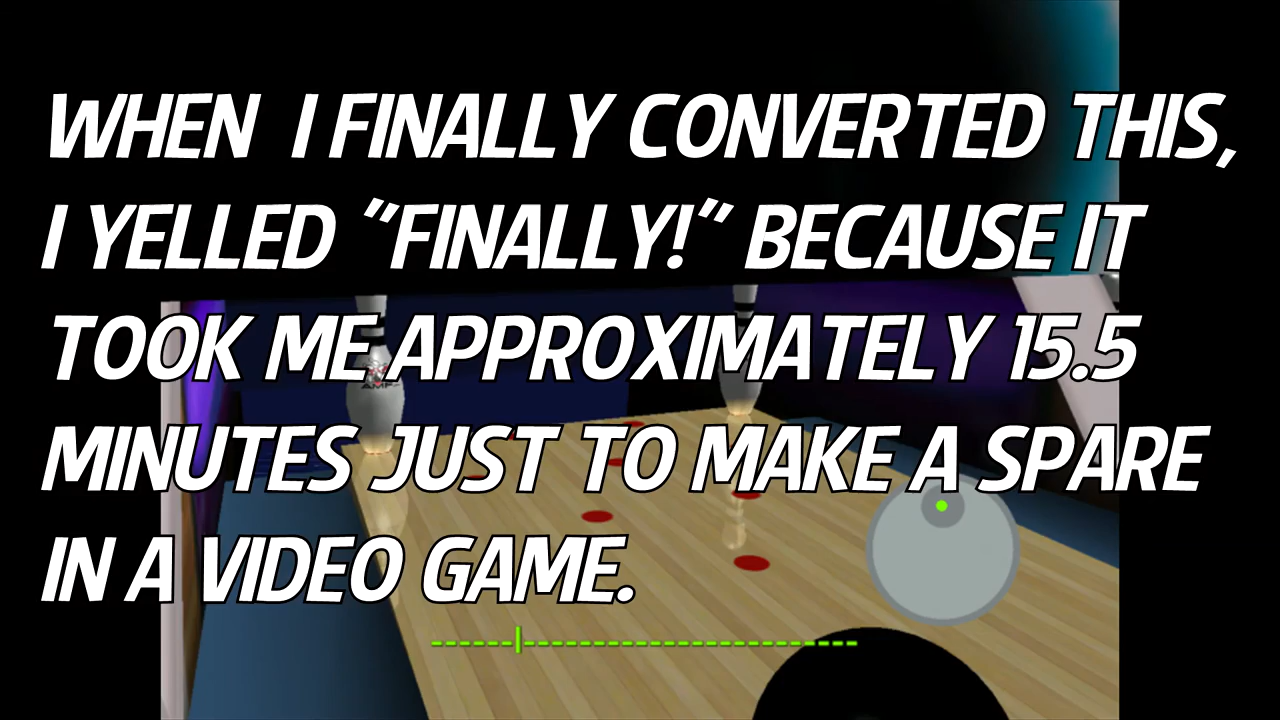 WHEN I FINALLY CONVERTED THIS,
I YELLED "FINALLY!" BECAUSE IT
TOOK ME APPROXIMATELY 15.5
MINUTES JUST TO MAKE A SPARE
IN A VIDEO GAME.